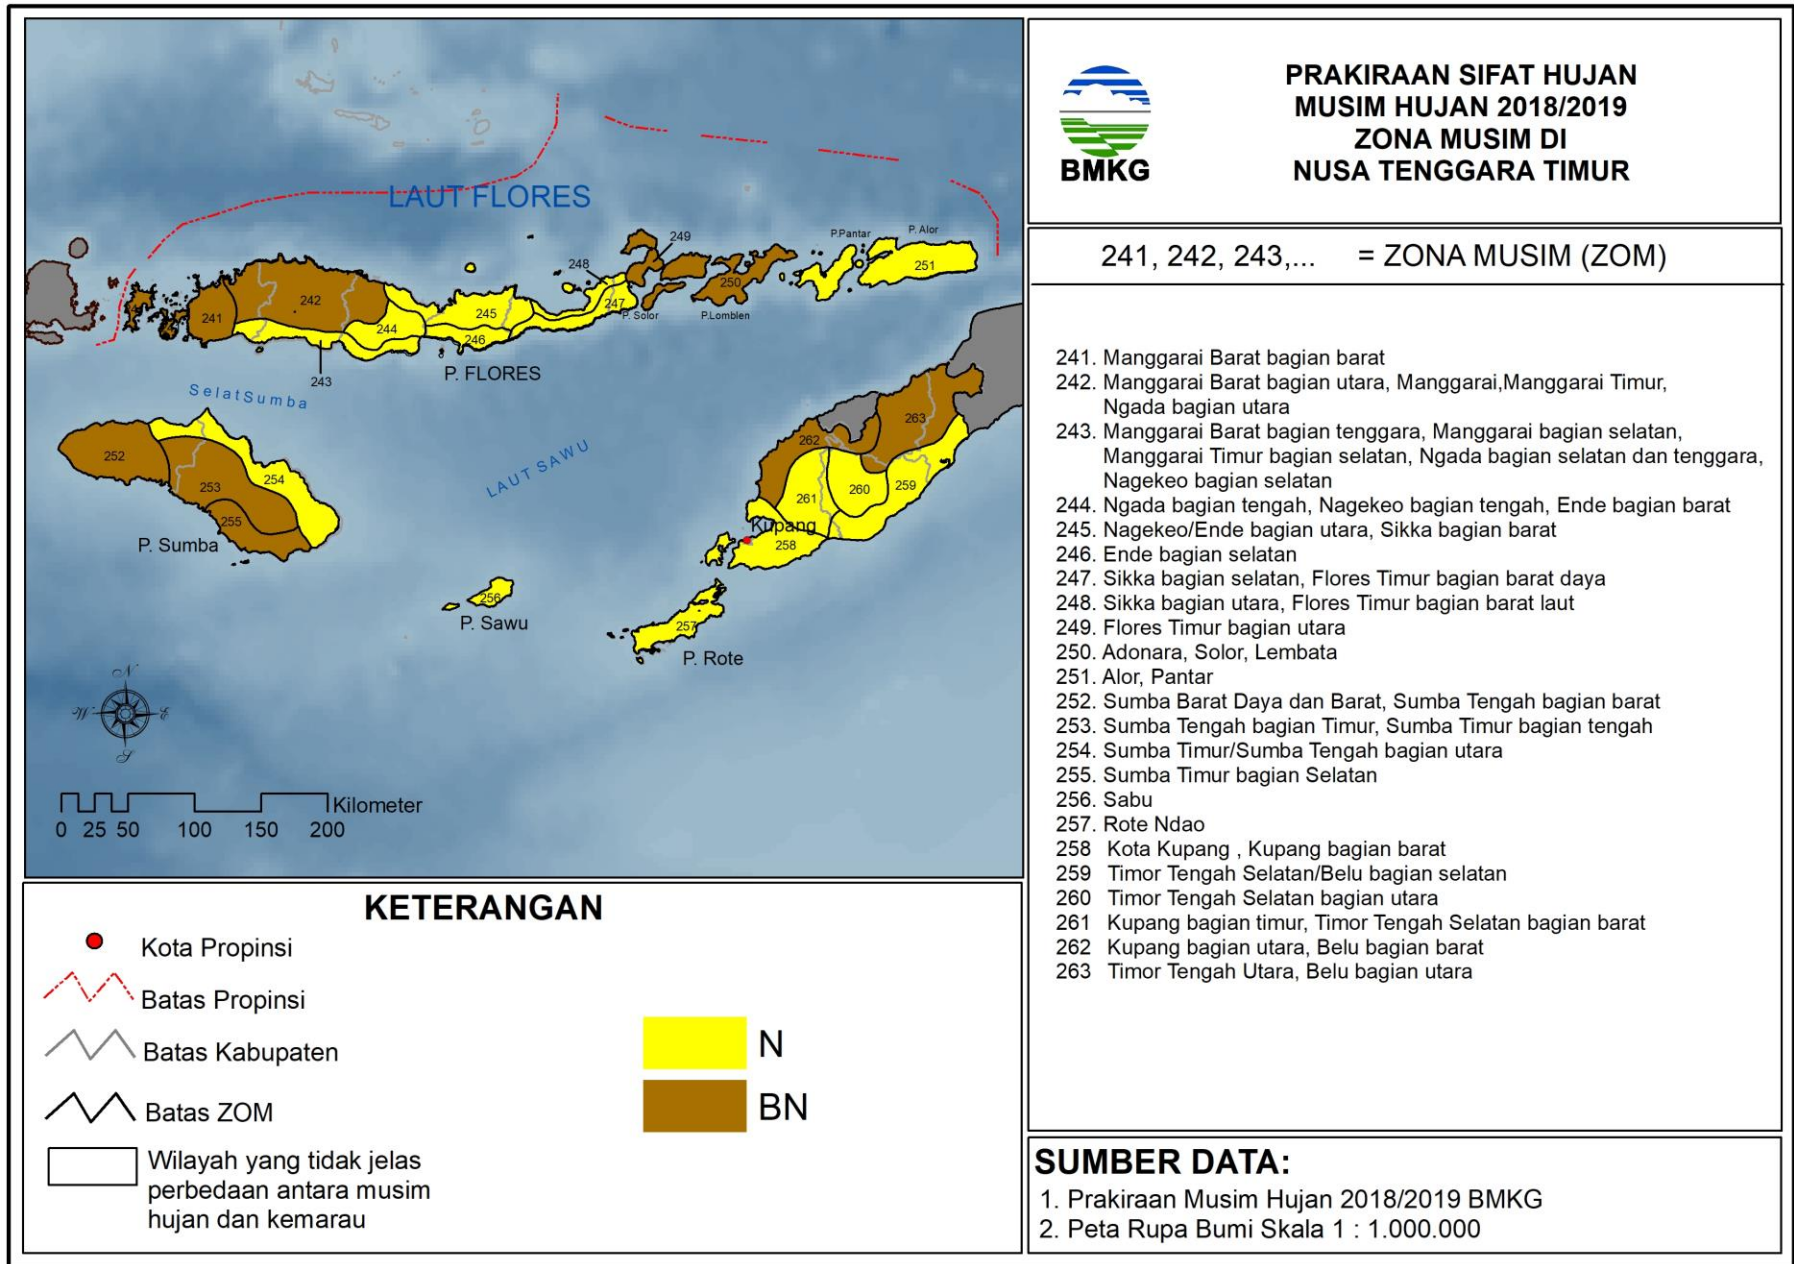 LAUT FLORES
249
P.Pantar
P. Alor
251
248
250
247
P. Solor
P.Lomblen
242
241
245
244
246
243
P. FLORES
SelatSumba
263
262
252
LAUT SAWU
254
253
260
259
261
255
Kupang
P. Sumba
258
256
P. Sawu
257
P. Rote
N
W
E
S
Kilometer
0 25 50 100 150 200
BMKG
PRAKIRAAN SIFAT HUJAN
MUSIM HUJAN 2018/2019
ZONA MUSIM DI
NUSA TENGGARA TIMUR
241, 242, 243,... = ZONA MUSIM (ZOM)
241. Manggarai Barat bagian barat
242. Manggarai Barat bagian utara, Manggarai,Manggarai Timur,
Ngada bagian utara
243. Manggarai Barat bagian tenggara, Manggarai bagian selatan,
Manggarai Timur bagian selatan, Ngada bagian selatan dan tenggara,
Nagekeo bagian selatan
244. Ngada bagian tengah, Nagekeo bagian tengah, Ende bagian barat
245. Nagekeo/Ende bagian utara, Sikka bagian barat
246. Ende bagian selatan
247. Sikka bagian selatan, Flores Timur bagian barat daya
248. Sikka bagian utara, Flores Timur bagian barat laut
249. Flores Timur bagian utara
250. Adonara, Solor, Lembata
251. Alor, Pantar
252. Sumba Barat Daya dan Barat, Sumba Tengah bagian barat
253. Sumba Tengah bagian Timur, Sumba Timur bagian tengah
254. Sumba Timur/Sumba Tengah bagian utara
255. Sumba Timur bagian Selatan
256. Sabu
257. Rote Ndao
258 Kota Kupang , Kupang bagian barat
259 Timor Tengah Selatan/Belu bagian selatan
260 Timor Tengah Selatan bagian utara
261 Kupang bagian timur, Timor Tengah Selatan bagian barat
262 Kupang bagian utara, Belu bagian barat
263 Timor Tengah Utara, Belu bagian utara
KETERANGAN
Kota Propinsi
Batas Propinsi
Batas Kabupaten
Batas ZOM
Wilayah yang tidak jelas
perbedaan antara musim
hujan dan kemarau
N
BN
SUMBER DATA:
1. Prakiraan Musim Hujan 2018/2019 BMKG
2. Peta Rupa Bumi Skala 1 : 1.000.000